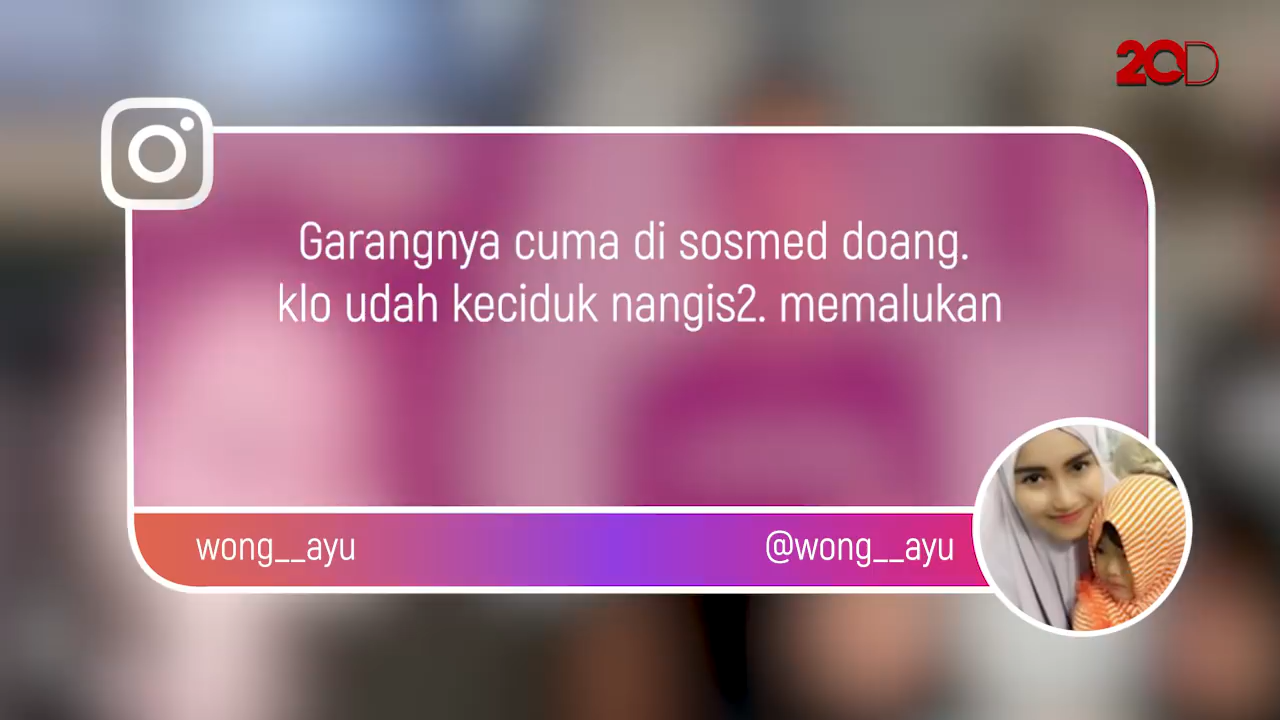 20D
Garangnya cuma di sosmed doang.
klo udah keciduk nangis2. memalukan
wong__ayu
@wong__ayu